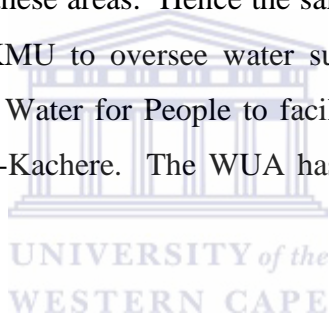 these areas. Hence the sa
KMU to oversee water su
Water for People to facil
-Kachere. The WUA has
UNIVERSITY of the
WESTERN CAPE